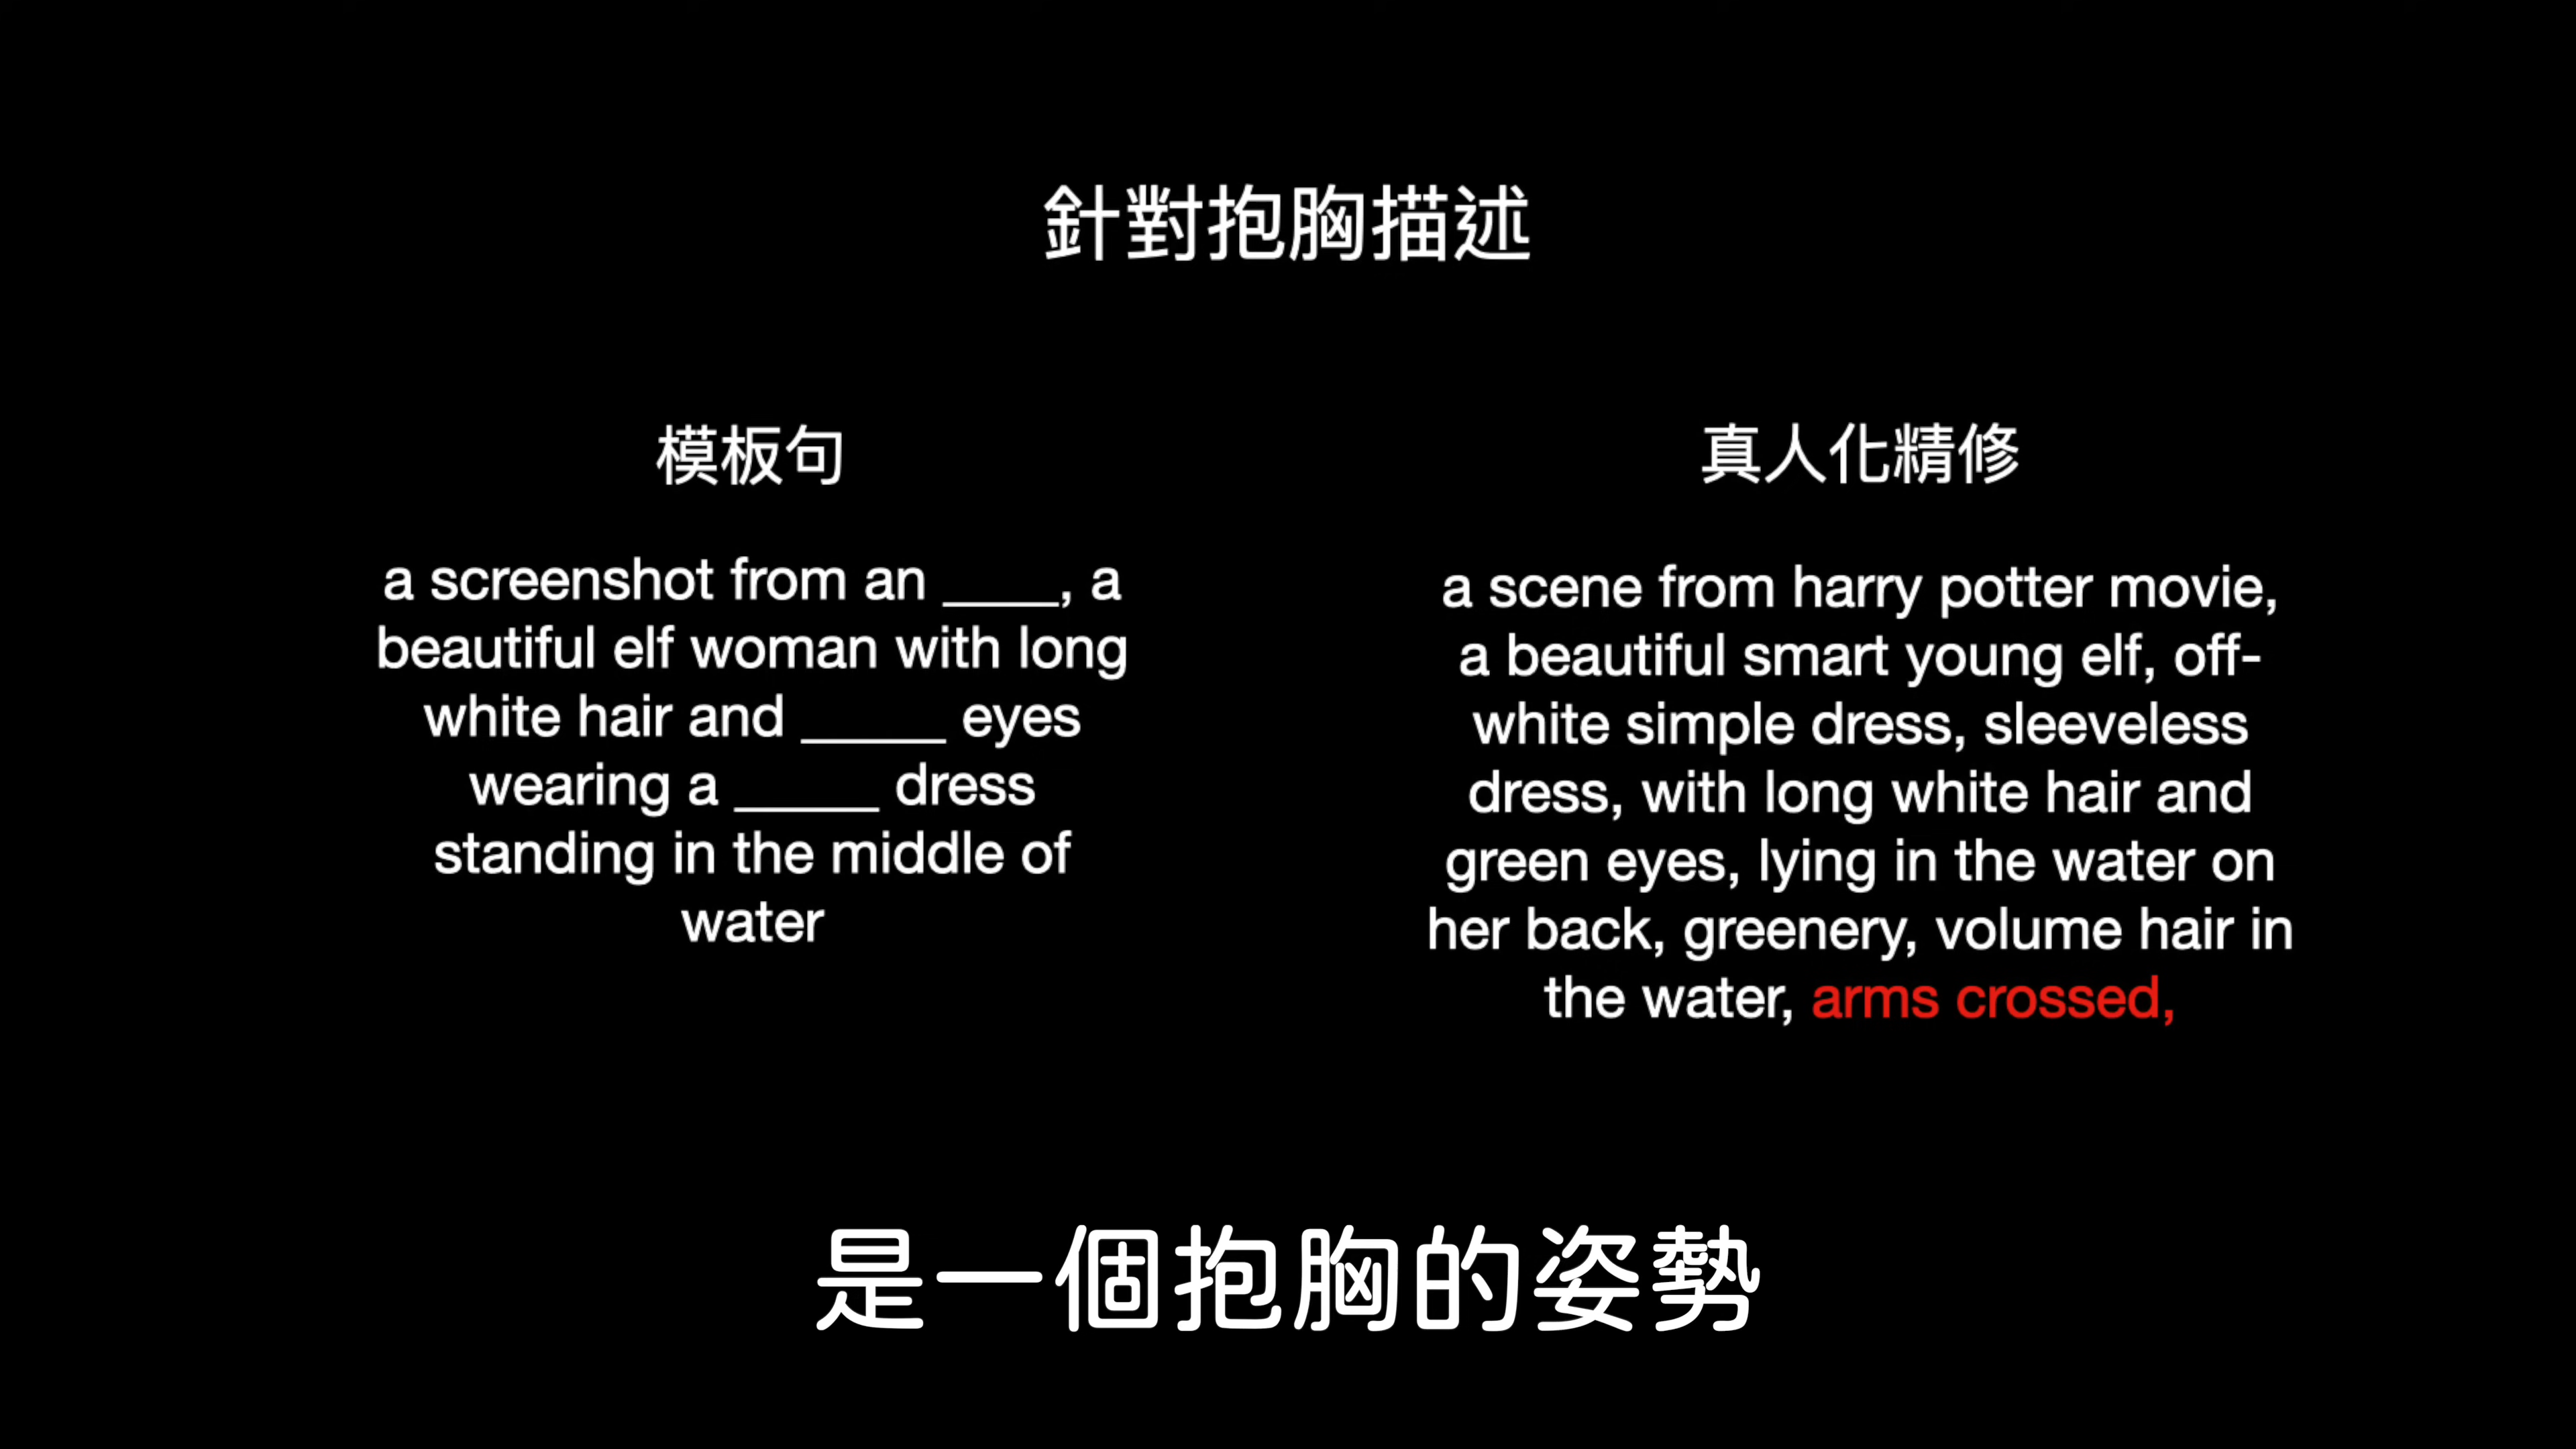 針對抱胸描述
模板句
a screenshot from an ____, a
beautiful elf woman with long
white hair and _____ eyes
wearing a _____ dress
standing in the middle of
water
真人化精修
a scene from harry potter movie,
a beautiful smart young elf, off-
white simple dress, sleeveless
dress, with long white hair and
green eyes, lying in the water on
her back, greenery, volume hair in
the water, arms crossed,
是一個抱胸的姿勢